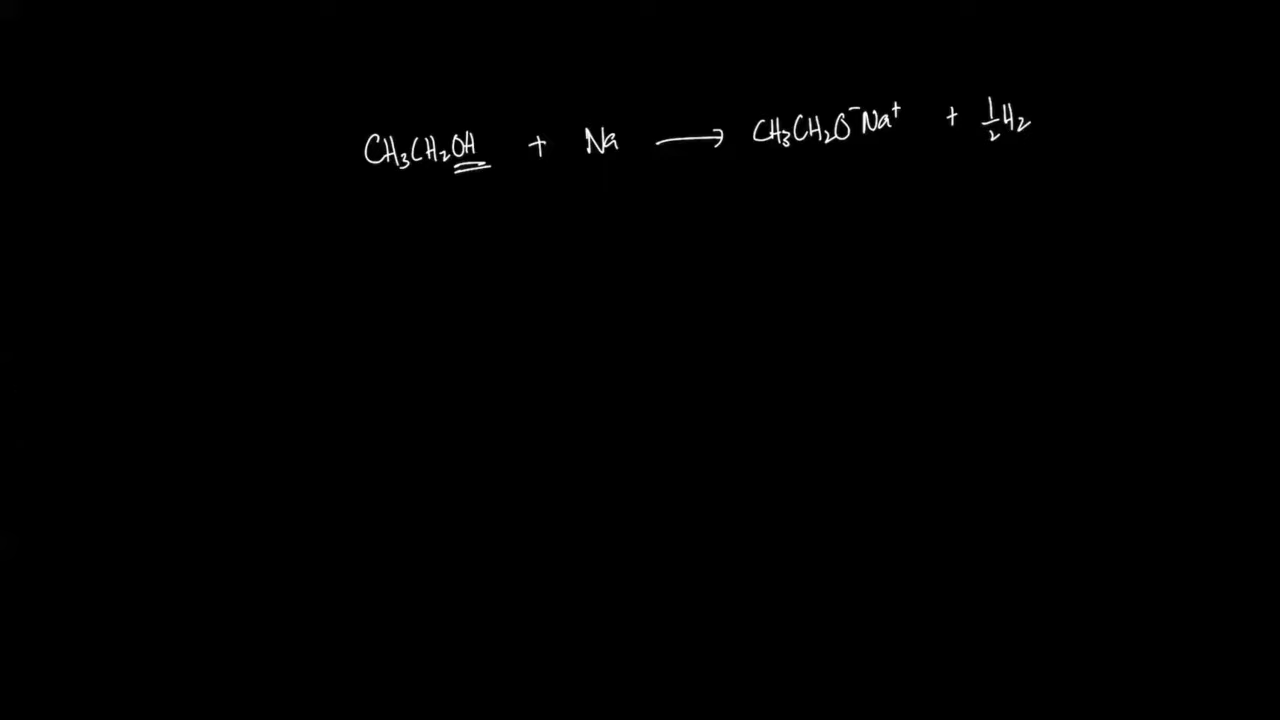 CH₃CH₂OH + Na ⟶ CH₃CH₂O⁻Na⁺ + ½H₂